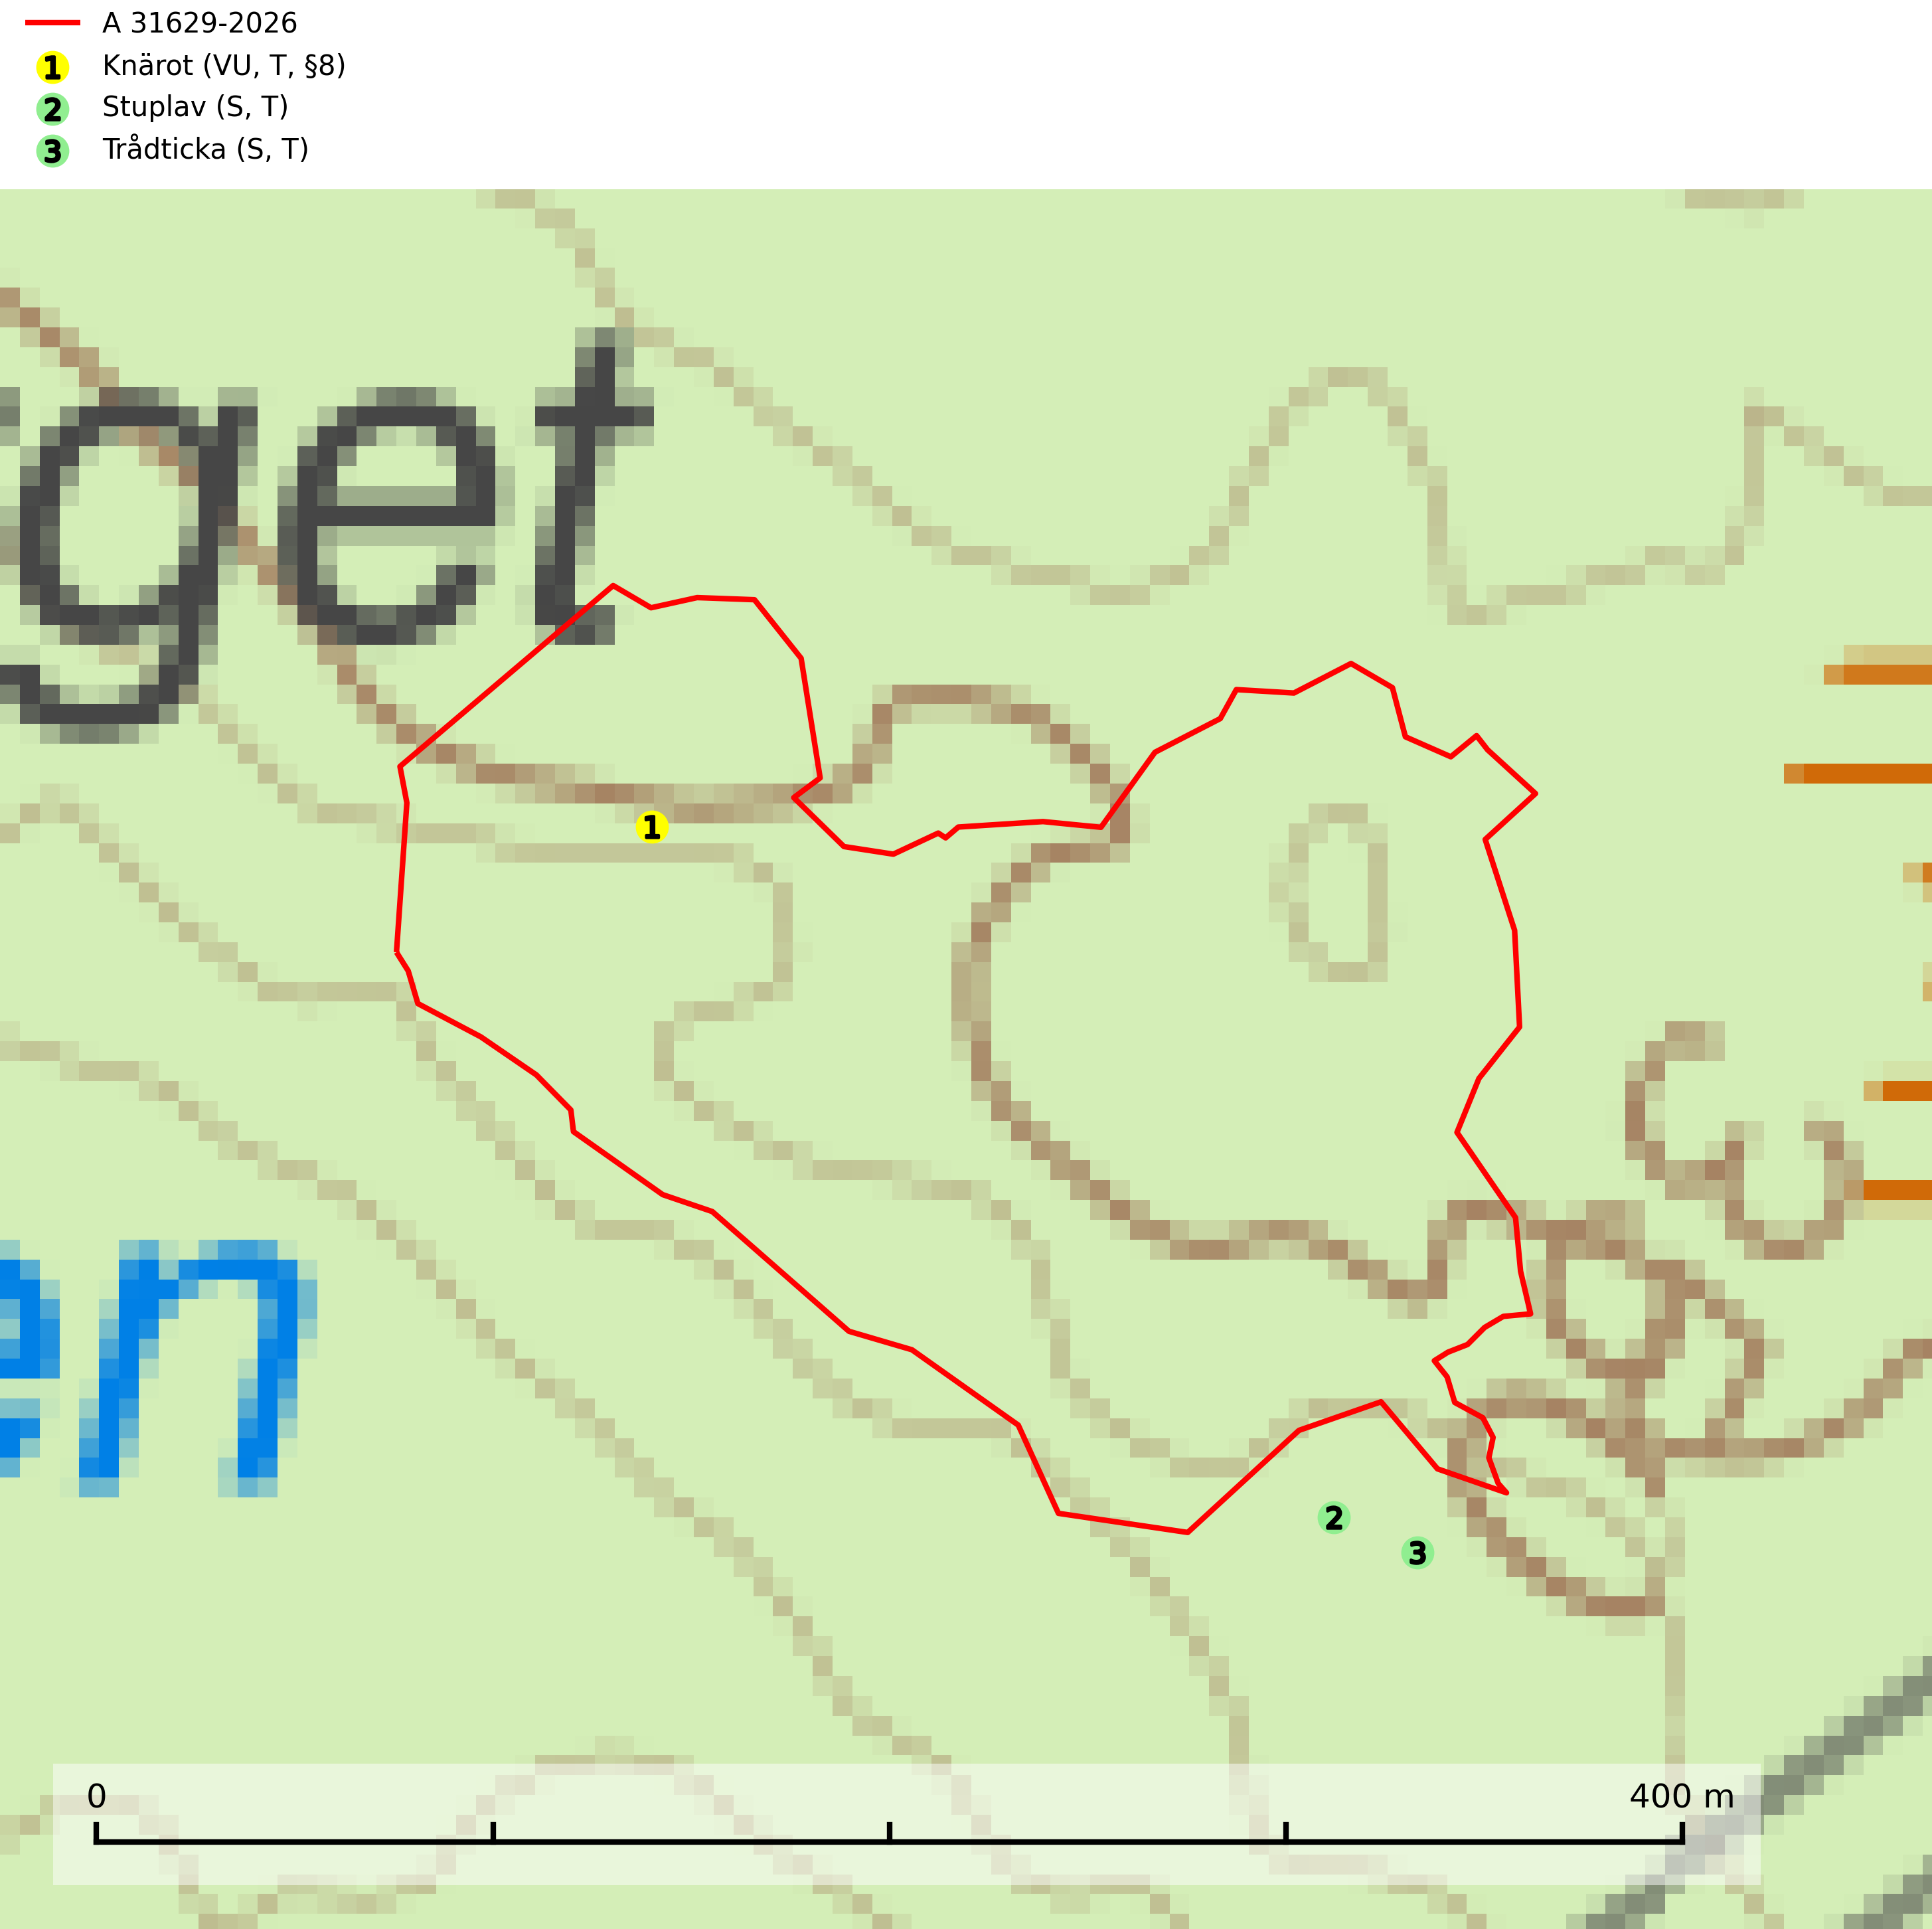 A 31629-2026
1 Knärot (VU, T, §8)
2 Stuplav (S, T)
3 Trådticka (S, T)
get
1
n
2
3
0 400 m